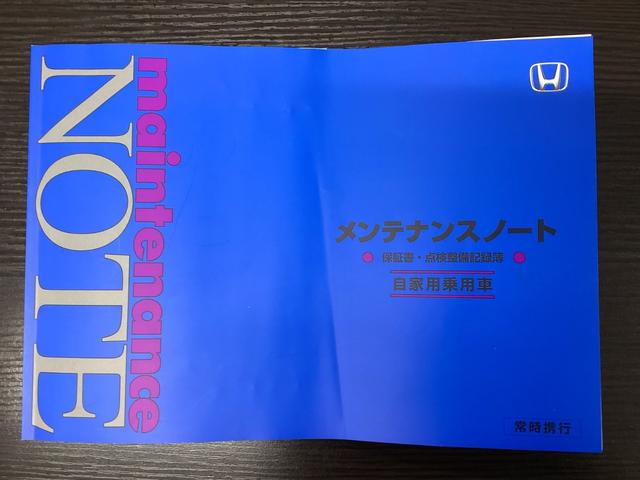 maintenance
NOTE
メンテナンスノート
保証書・点検整備記録簿
自家用乗用車
常時携行